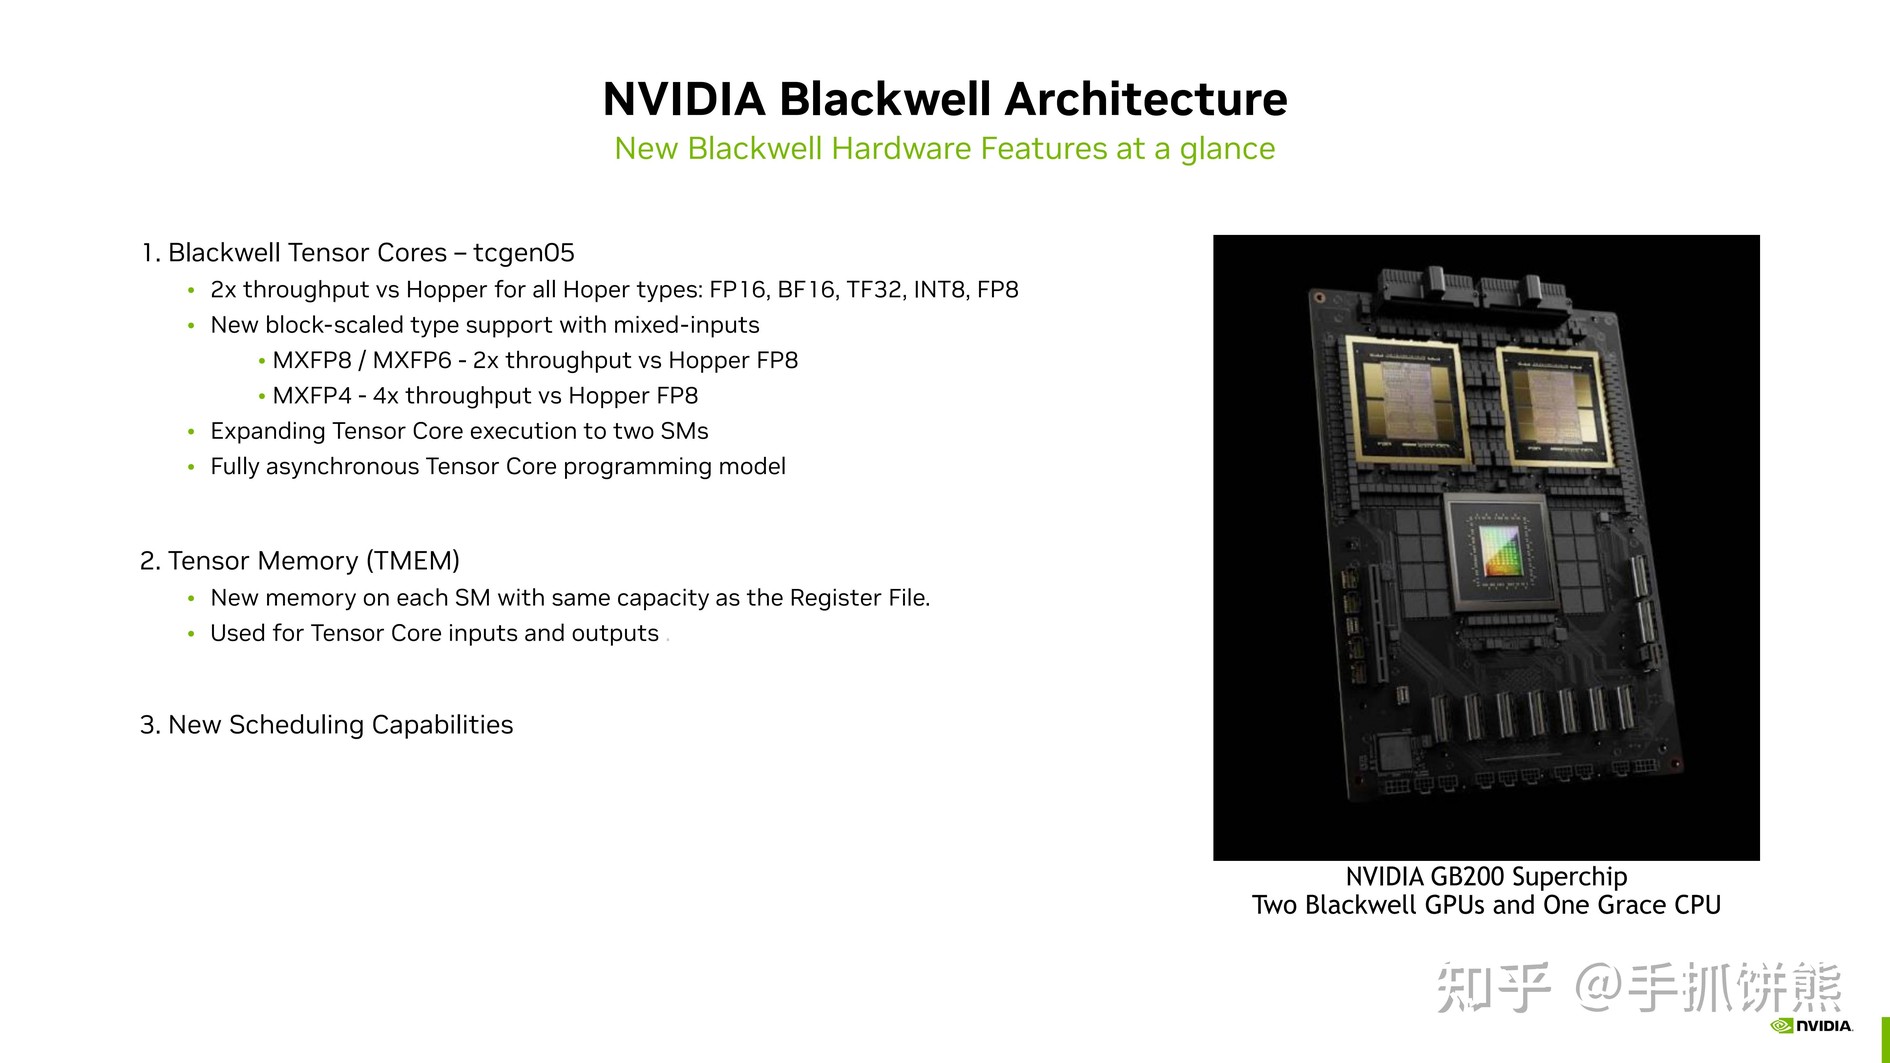 NVIDIA Blackwell Architecture
New Blackwell Hardware Features at a glance
1. Blackwell Tensor Cores – tcgen05
• 2x throughput vs Hopper for all Hoper types: FP16, BF16, TF32, INT8, FP8
• New block-scaled type support with mixed-inputs
• MXFP8 / MXFP6 - 2x throughput vs Hopper FP8
• MXFP4 - 4x throughput vs Hopper FP8
• Expanding Tensor Core execution to two SMs
• Fully asynchronous Tensor Core programming model
2. Tensor Memory (TMEM)
• New memory on each SM with same capacity as the Register File.
• Used for Tensor Core inputs and outputs .
3. New Scheduling Capabilities
NVIDIA GB200 Superchip
Two Blackwell GPUs and One Grace CPU
知乎 @手抓饼熊
NVIDIA.